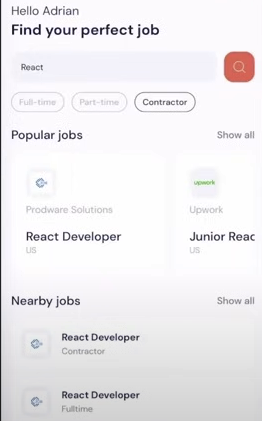 Hello Adrian
Find your perfect job
React
Full-time Part-time Contractor
Popular jobs Show all
upwork
Prodware Solutions Upwork
React Developer Junior Reac
US US
Nearby jobs Show all
React Developer
Contractor
React Developer
Fulltime